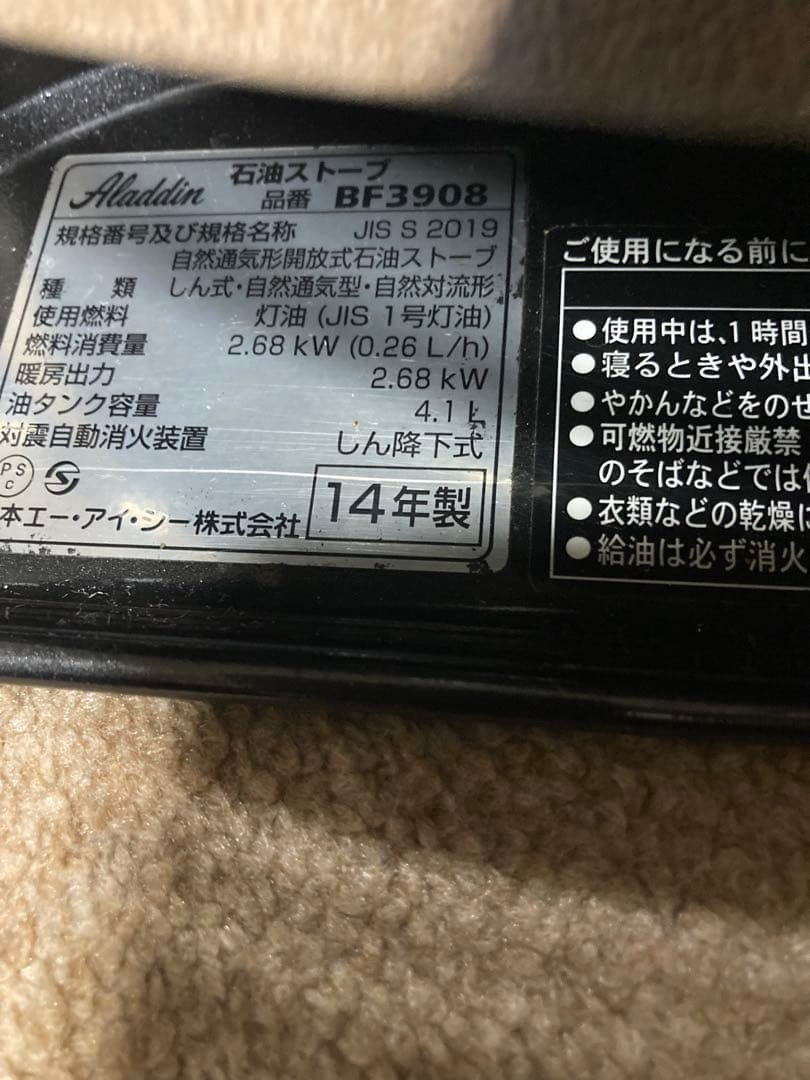 Aladdin 石油ストーブ
品番 BF3908
規格番号及び規格名称 JIS S 2019
自然通気形開放式石油ストーブ
種 類 しん式・自然通気型・自然対流形
使用燃料 灯油 (JIS 1号灯油)
燃料消費量 2.68 kW (0.26 L/h)
暖房出力 2.68 kW
油タンク容量 4.1 L
対震自動消火装置 しん降下式
PS
C
本エー・アイ・シー株式会社 14年製
ご使用になる前に
●使用中は、1時間
●寝るときや外出
●やかんなどをのせ
●可燃物近接厳禁
のそばなどでは
●衣類などの乾燥に
●給油は必ず消火